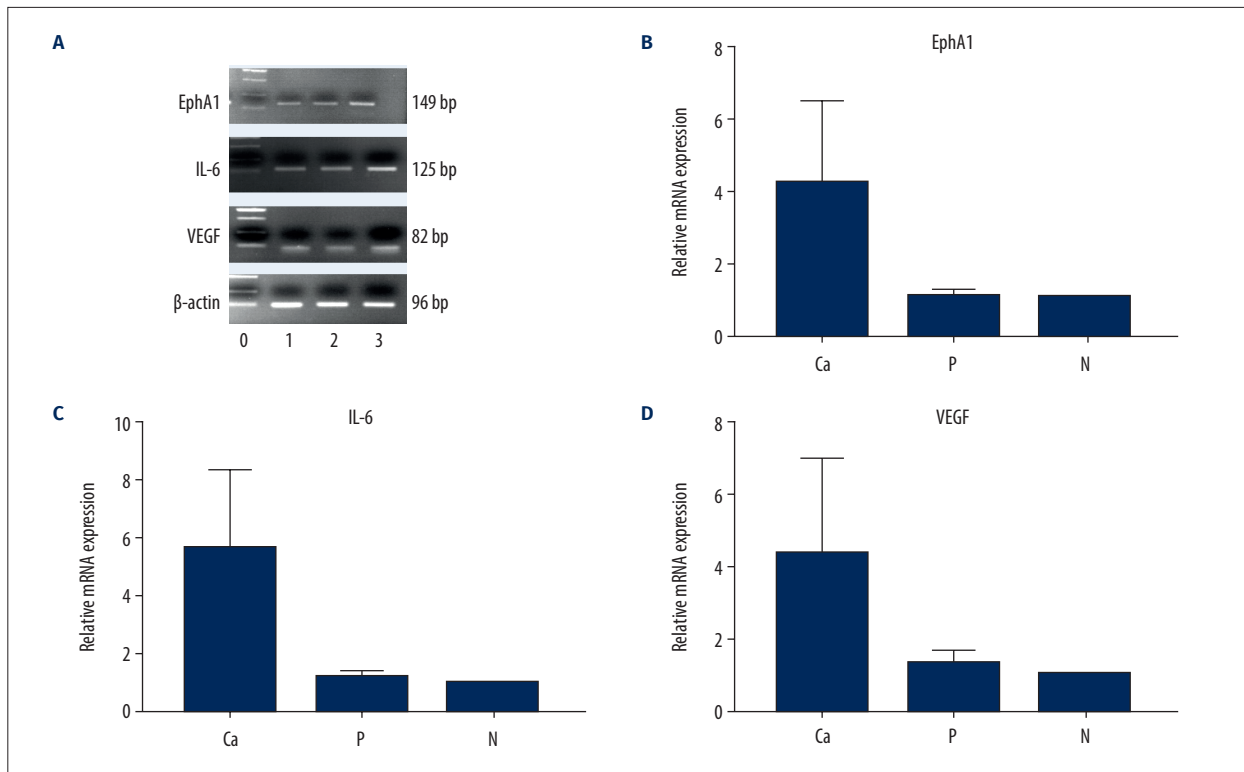 A
EphA1 149 bp
IL-6 125 bp
VEGF 82 bp
β-actin 96 bp
0 1 2 3
B
EphA1
Relative mRNA expression
8
6
4
2
0
Ca P N
C
IL-6
Relative mRNA expression
10
8
6
4
2
0
Ca P N
D
VEGF
Relative mRNA expression
8
6
4
2
0
Ca P N